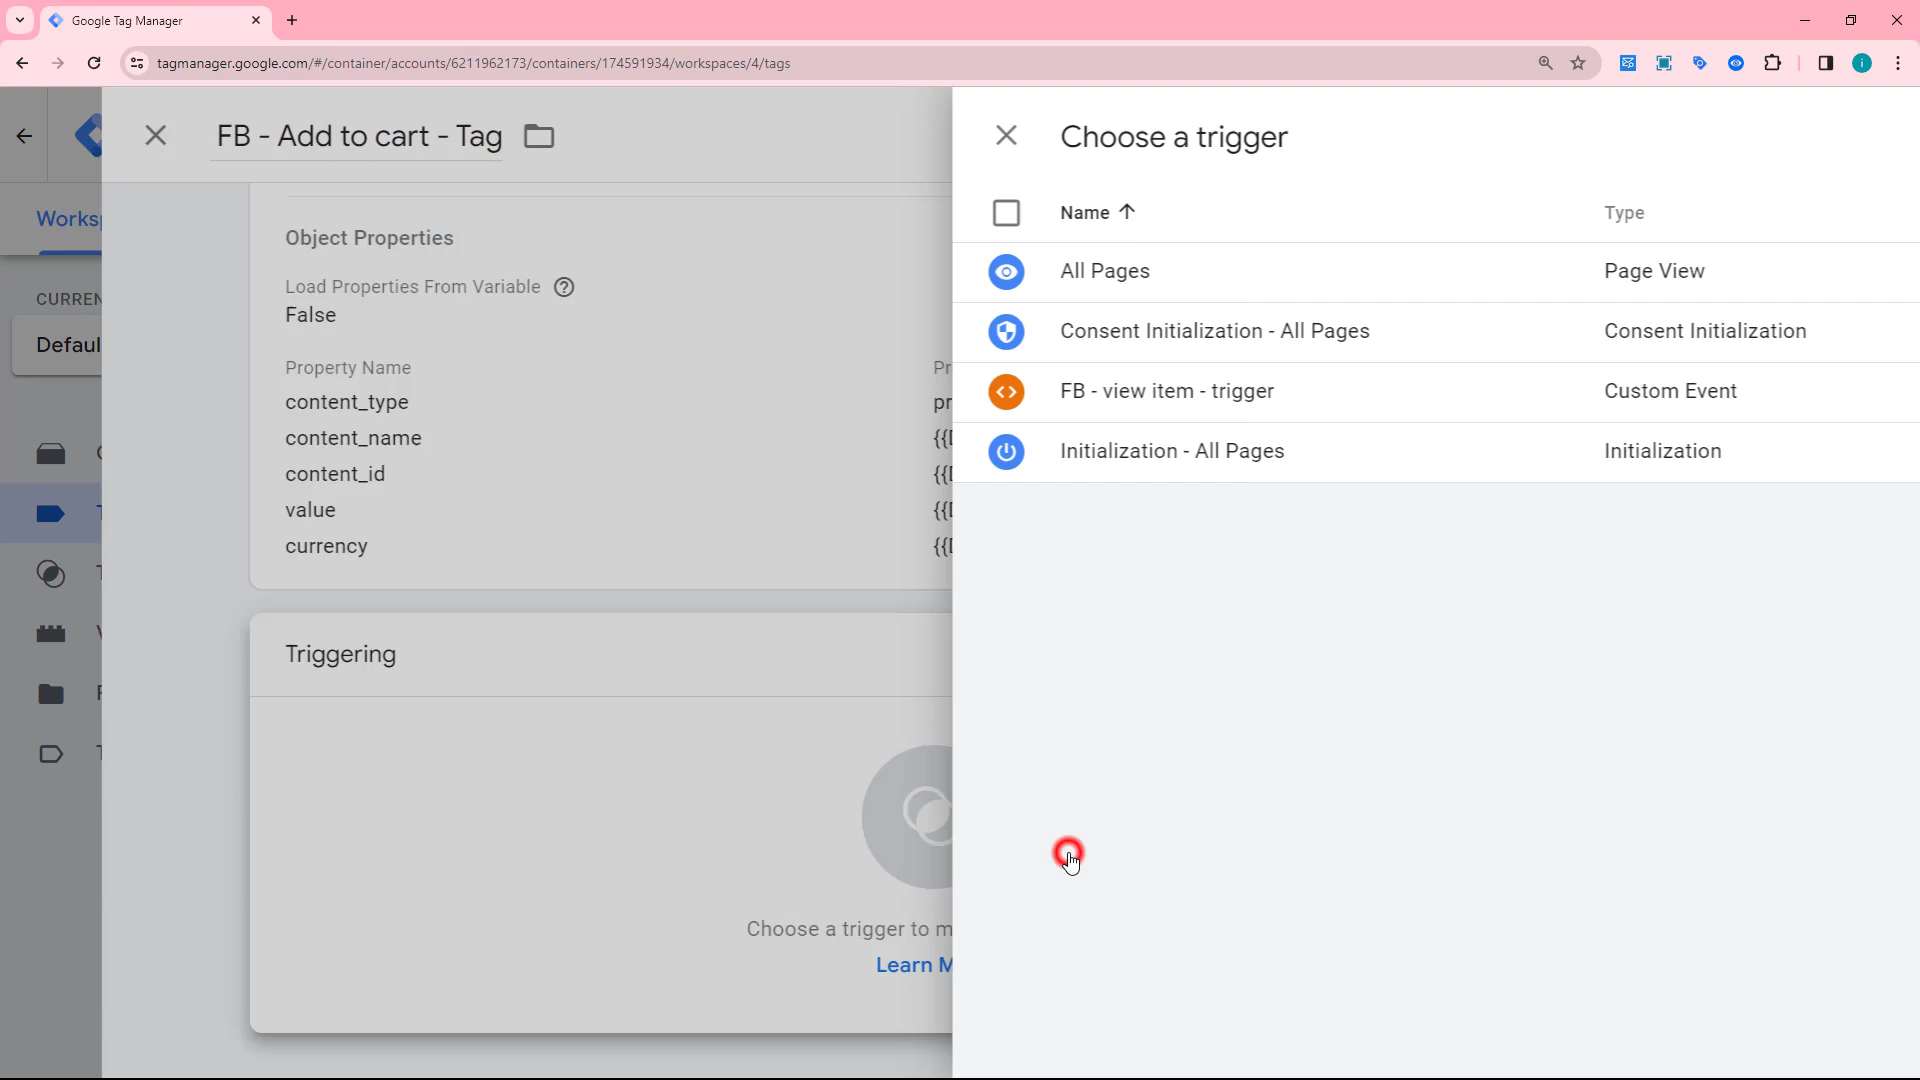 Google Tag Manager
tagmanager.google.com/#/container/accounts/6211962173/containers/174591934/workspaces/4/tags
i
FB - Add to cart - Tag
Choose a trigger
Name
Type
All Pages
Page View
Consent Initialization - All Pages
Consent Initialization
FB - view item - trigger
Custom Event
Initialization - All Pages
Initialization
Object Properties
Load Properties From Variable
False
Property Name
content_type
content_name
content_id
value
currency
Triggering
Choose a trigger to m
Learn M
Works
CURREN
Defaul